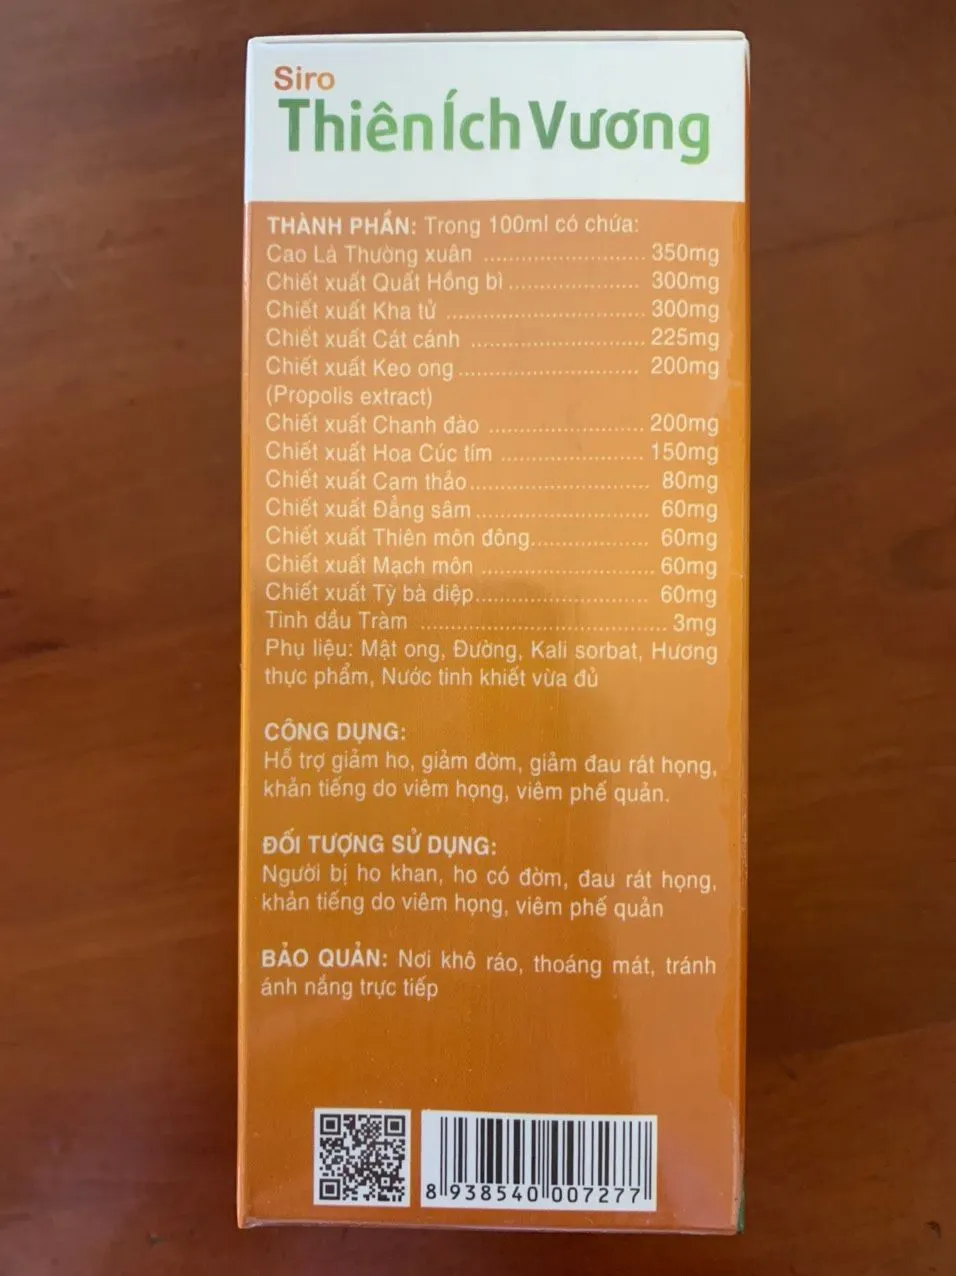 Siro
Thiên Ích Vương
THÀNH PHẦN: Trong 100ml có chứa:
Cao Lá Thường xuân ........................ 350mg
Chiết xuất Quất Hồng bì ................... 300mg
Chiết xuất Kha tử .............................. 300mg
Chiết xuất Cát cánh .......................... 225mg
Chiết xuất Keo ong ........................... 200mg
(Propolis extract)
Chiết xuất Chanh đào ....................... 200mg
Chiết xuất Hoa Cúc tím ..................... 150mg
Chiết xuất Cam thảo ........................... 80mg
Chiết xuất Đẳng sâm .......................... 60mg
Chiết xuất Thiên môn đông .................. 60mg
Chiết xuất Mạch môn .......................... 60mg
Chiết xuất Tỳ bà diệp .......................... 60mg
Tinh dầu Tràm ..................................... 3mg
Phụ liệu: Mật ong, Đường, Kali sorbat, Hương
thực phẩm, Nước tinh khiết vừa đủ
CÔNG DỤNG:
Hỗ trợ giảm ho, giảm đờm, giảm đau rát họng,
khản tiếng do viêm họng, viêm phế quản.
ĐỐI TƯỢNG SỬ DỤNG:
Người bị ho khan, ho có đờm, đau rát họng,
khản tiếng do viêm họng, viêm phế quản
BẢO QUẢN: Nơi khô ráo, thoáng mát, tránh
ánh nắng trực tiếp
8 938540 007277